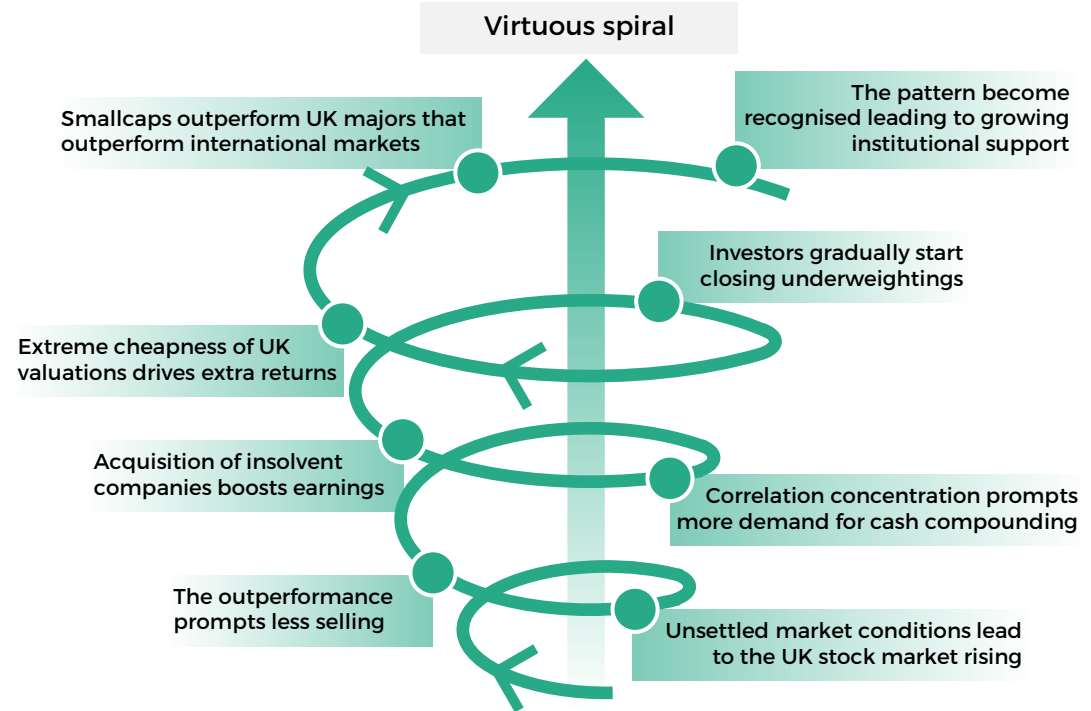 Virtuous spiral
Smallcaps outperform UK majors that
outperform international markets
The pattern become
recognised leading to growing
institutional support
Investors gradually start
closing underweightings
Extreme cheapness of UK
valuations drives extra returns
Acquisition of insolvent
companies boosts earnings
Correlation concentration prompts
more demand for cash compounding
The outperformance
prompts less selling
Unsettled market conditions lead
to the UK stock market rising